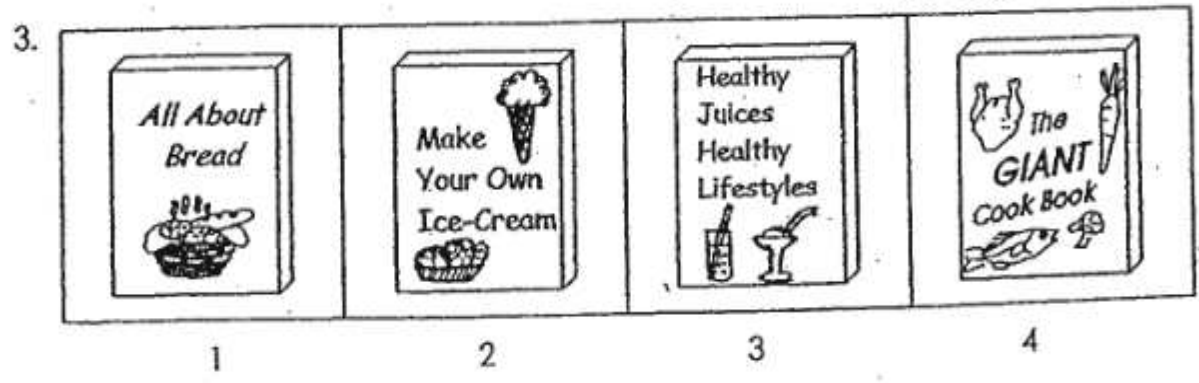 3.
All About
Bread
Make
Your Own
Ice-Cream
Healthy
Juices
Healthy
Lifestyles
The
GIANT
Cook Book
1
2
3
4